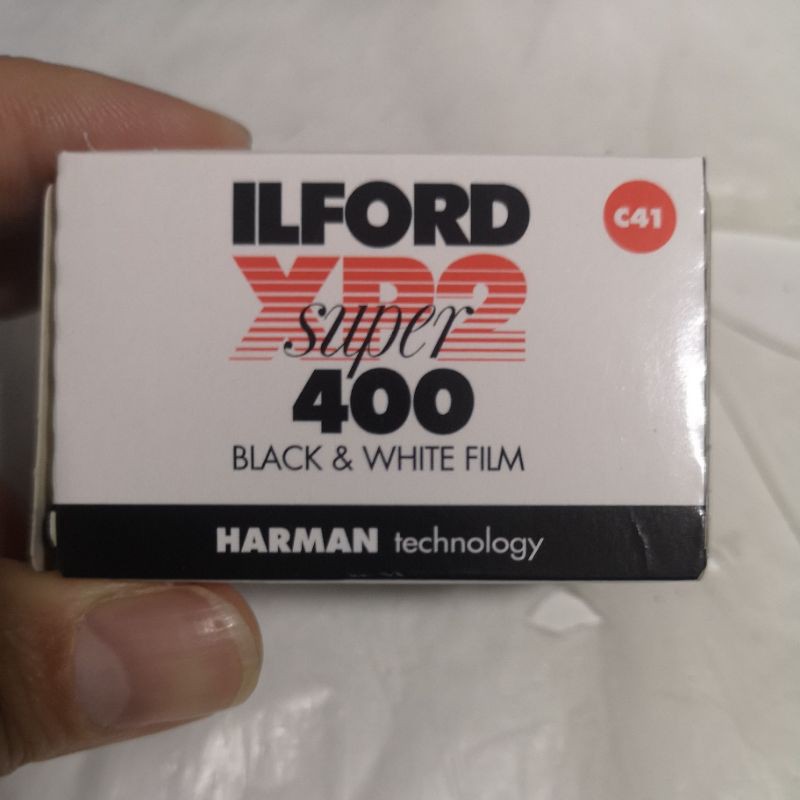 ILFORD
C41
XP2
super
400
BLACK & WHITE FILM
HARMAN technology